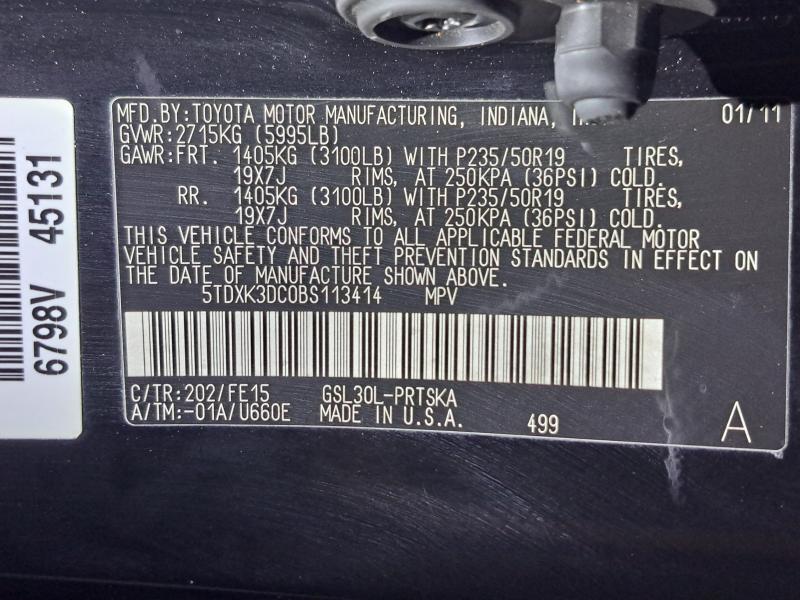 MFD.BY:TOYOTA MOTOR MANUFACTURING, INDIANA, 01/11
GVWR:2715KG (5995LB)
GAWR:FRT. 1405KG (3100LB) WITH P235/50R19 TIRES,
19X7J RIMS, AT 250KPA (36PSI) COLD.
RR. 1405KG (3100LB) WITH P235/50R19 TIRES,
19X7J RIMS, AT 250KPA (36PSI) COLD.
THIS VEHICLE CONFORMS TO ALL APPLICABLE FEDERAL MOTOR
VEHICLE SAFETY AND THEFT PREVENTION STANDARDS IN EFFECT ON
THE DATE OF MANUFACTURE SHOWN ABOVE.
5TDXK3DC0BS113414 MPV
C/TR:202/FE15 GSL30L-PRTSKA
A/TM:-01A/U660E MADE IN U.S.A. 499 A
6798V 45131